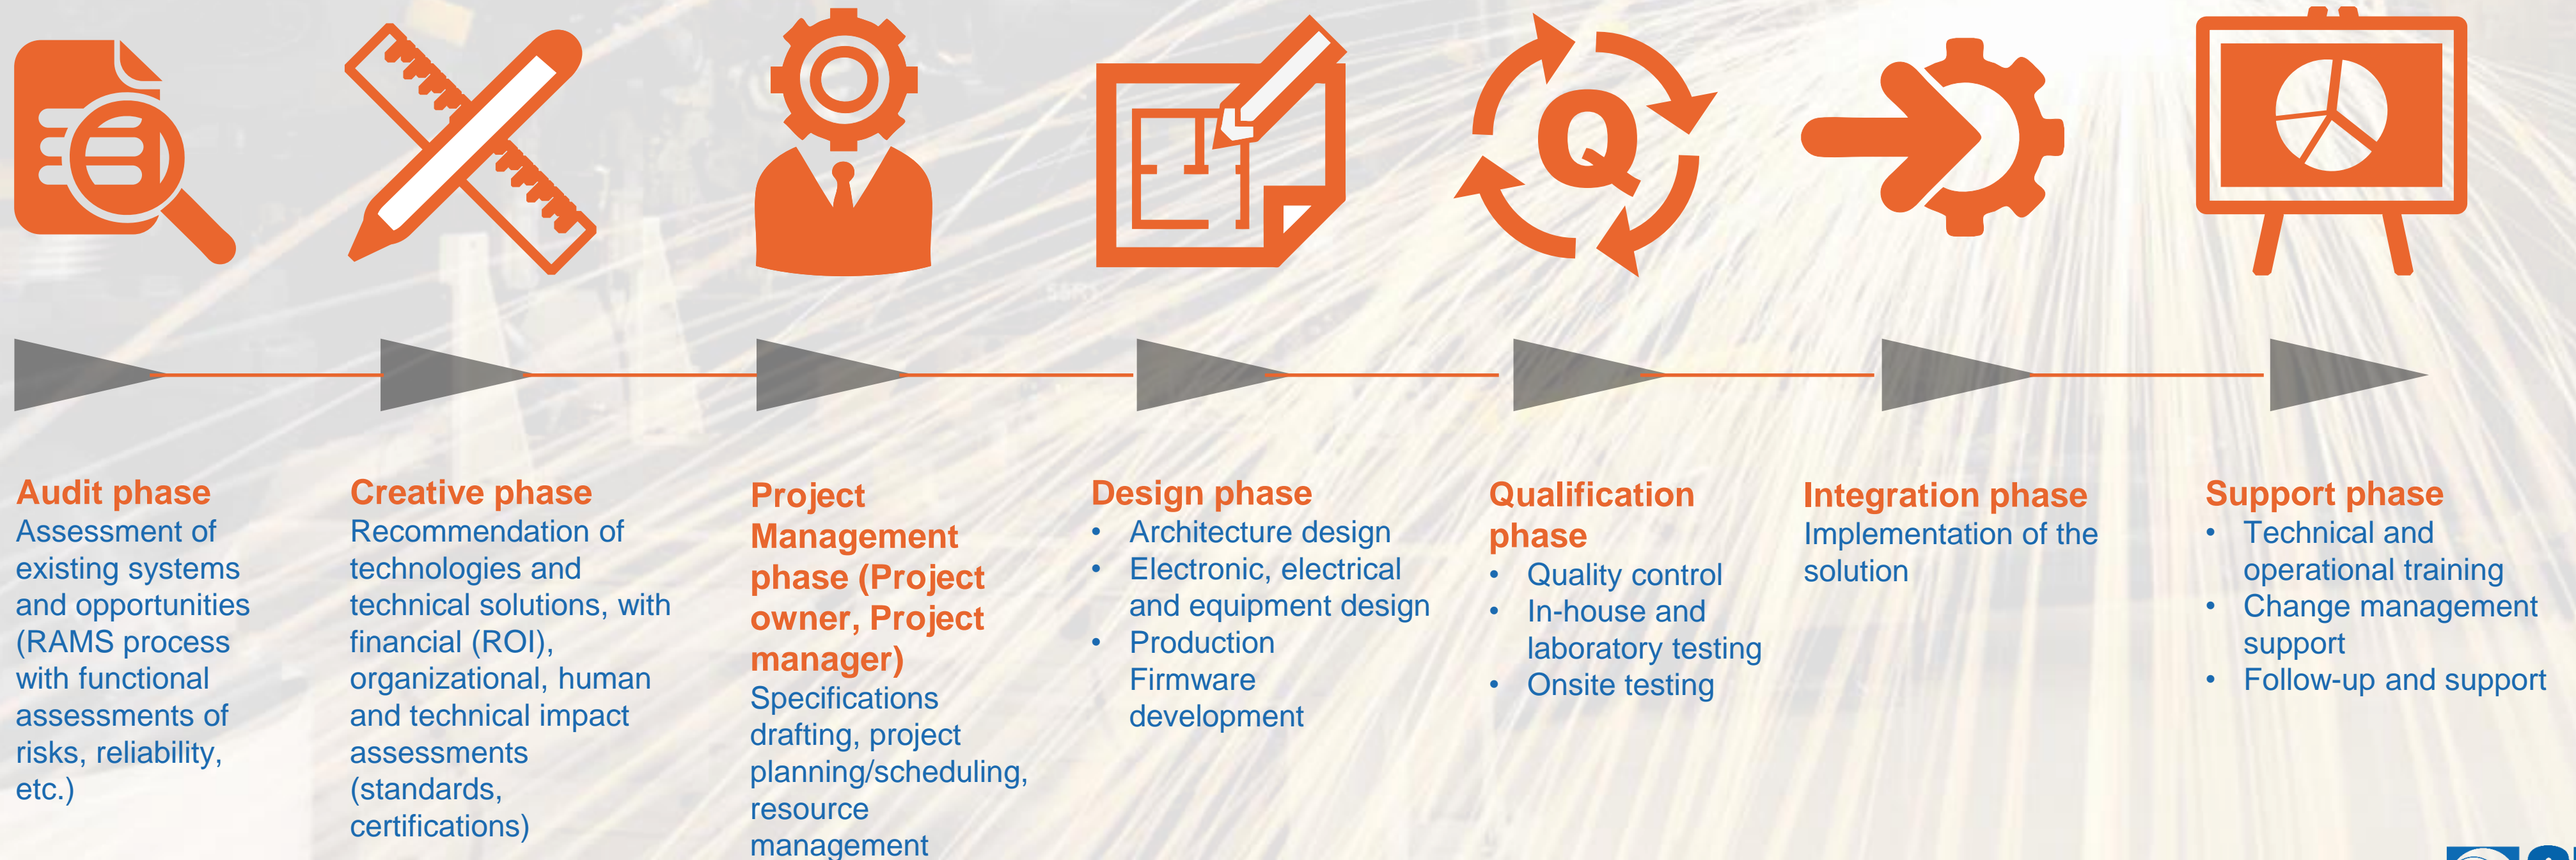 Q
Audit phase
Assessment of
existing systems
and opportunities
(RAMS process
with functional
assessments of
risks, reliability,
etc.)
Creative phase
Recommendation of
technologies and
technical solutions, with
financial (ROI),
organizational, human
and technical impact
assessments
(standards,
certifications)
Project
Management
phase (Project
owner, Project
manager)
Specifications
drafting, project
planning/scheduling,
resource
management
Design phase
• Architecture design
• Electronic, electrical
and equipment design
• Production
Firmware
development
Qualification
phase
• Quality control
• In-house and
laboratory testing
• Onsite testing
Integration phase
Implementation of the
solution
Support phase
• Technical and
operational training
• Change management
support
• Follow-up and support